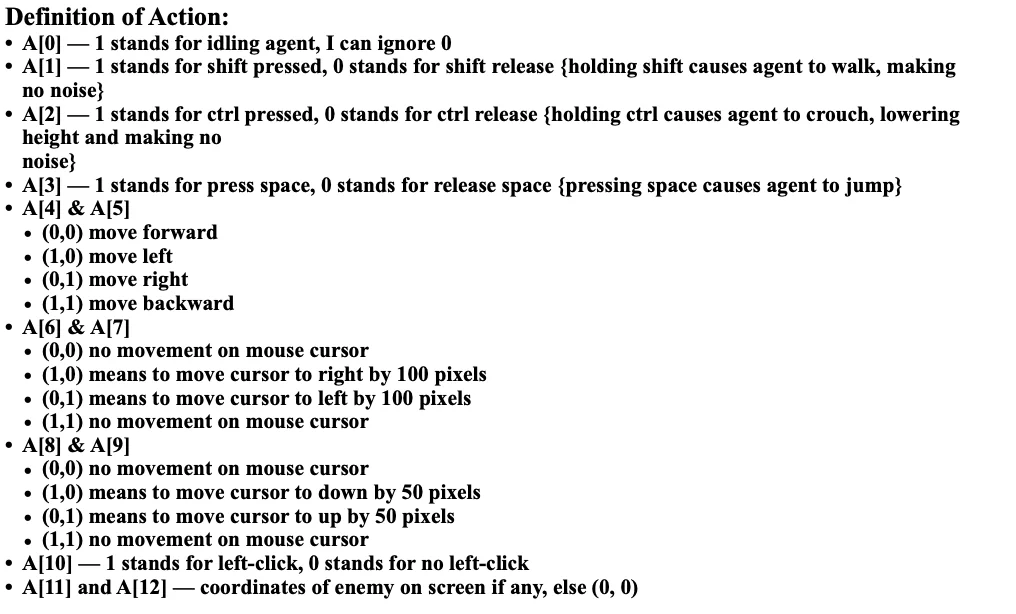 Definition of Action:
• A[0] — 1 stands for idling agent, I can ignore 0
• A[1] — 1 stands for shift pressed, 0 stands for shift release {holding shift causes agent to walk, making
no noise}
• A[2] — 1 stands for ctrl pressed, 0 stands for ctrl release {holding ctrl causes agent to crouch, lowering
height and making no
noise}
• A[3] — 1 stands for press space, 0 stands for release space {pressing space causes agent to jump}
• A[4] & A[5]
• (0,0) move forward
• (1,0) move left
• (0,1) move right
• (1,1) move backward
• A[6] & A[7]
• (0,0) no movement on mouse cursor
• (1,0) means to move cursor to right by 100 pixels
• (0,1) means to move cursor to left by 100 pixels
• (1,1) no movement on mouse cursor
• A[8] & A[9]
• (0,0) no movement on mouse cursor
• (1,0) means to move cursor to down by 50 pixels
• (0,1) means to move cursor to up by 50 pixels
• (1,1) no movement on mouse cursor
• A[10] — 1 stands for left-click, 0 stands for no left-click
• A[11] and A[12] — coordinates of enemy on screen if any, else (0, 0)